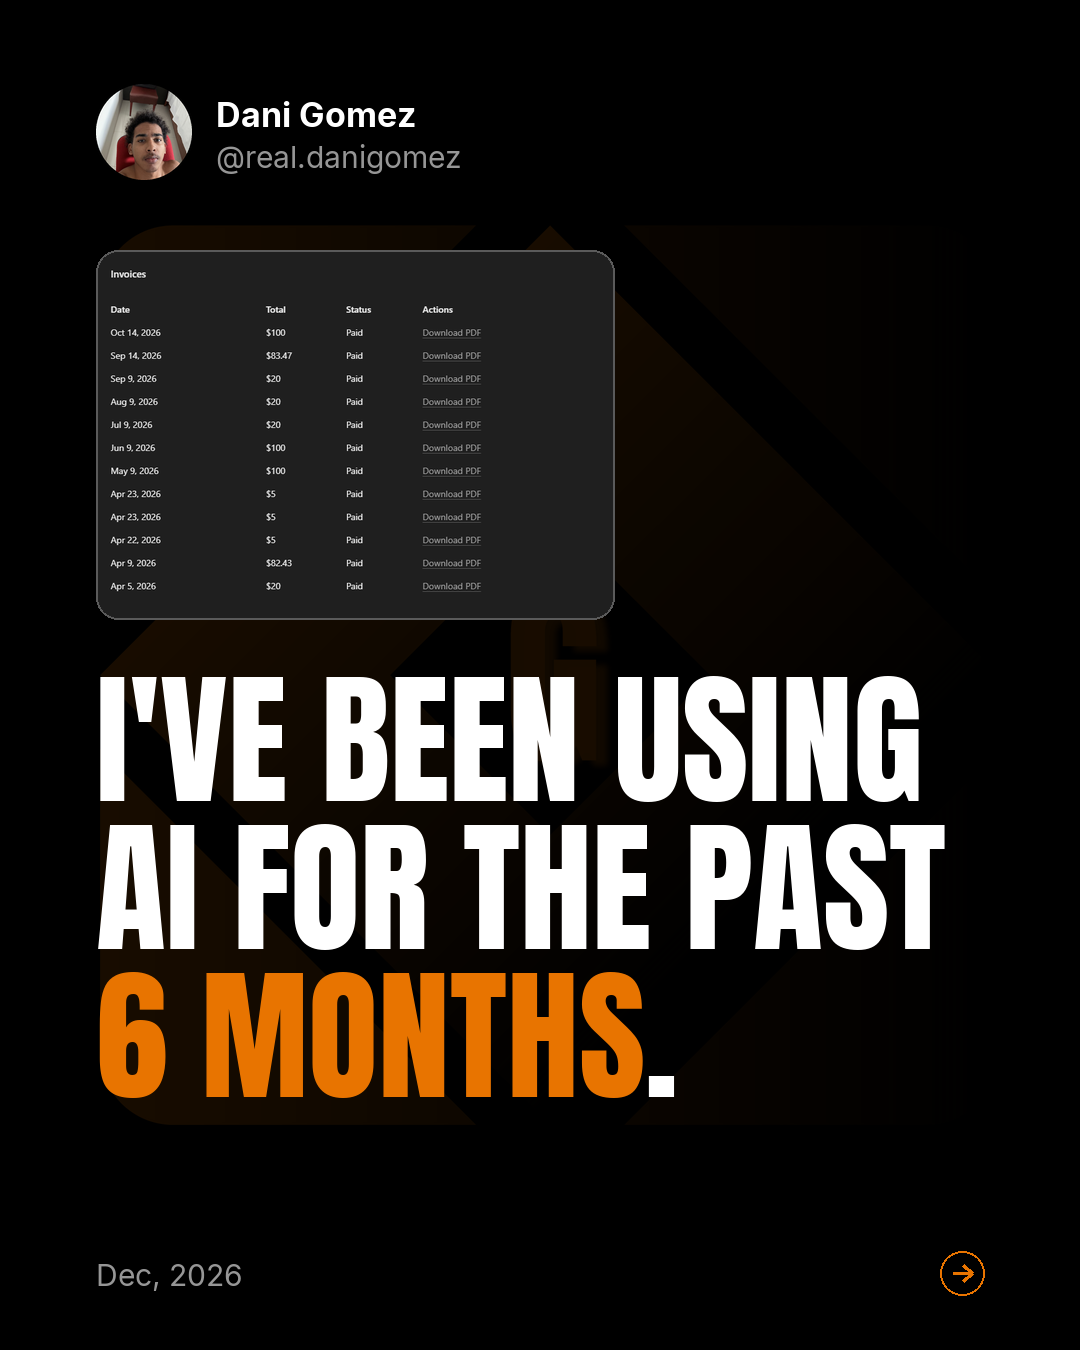 Dani Gomez
@real.danigomez
Invoices
Date Total Status Actions
Oct 14, 2026 $100 Paid Download PDF
Sep 14, 2026 $83.47 Paid Download PDF
Sep 9, 2026 $20 Paid Download PDF
Aug 9, 2026 $20 Paid Download PDF
Jul 9, 2026 $20 Paid Download PDF
Jun 9, 2026 $100 Paid Download PDF
May 9, 2026 $100 Paid Download PDF
Apr 23, 2026 $5 Paid Download PDF
Apr 23, 2026 $5 Paid Download PDF
Apr 22, 2026 $5 Paid Download PDF
Apr 9, 2026 $82.43 Paid Download PDF
Apr 5, 2026 $20 Paid Download PDF
I'VE BEEN USING
AI FOR THE PAST
6 MONTHS.
Dec, 2026